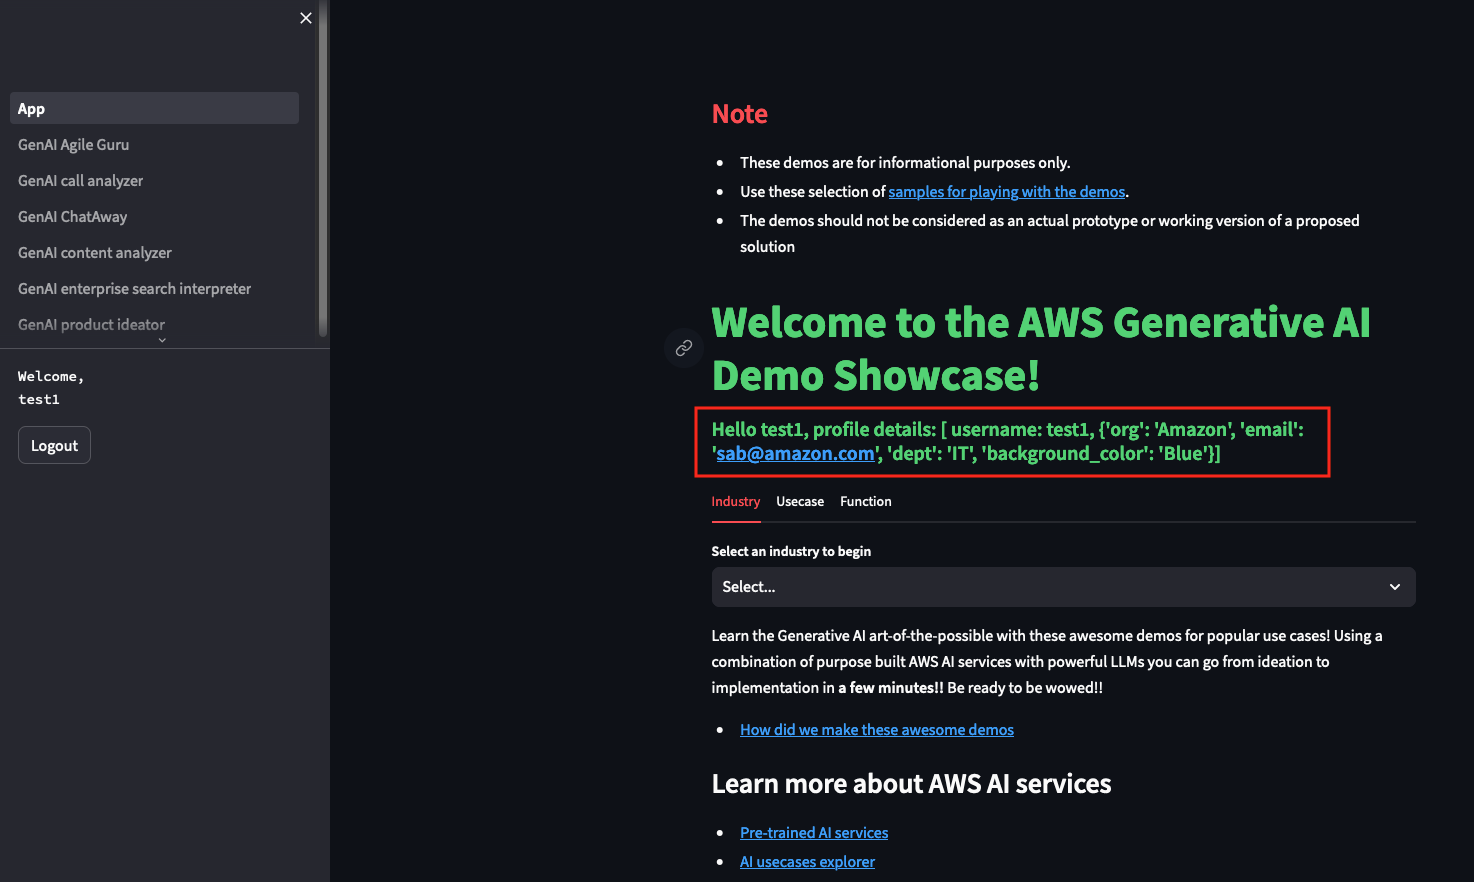 App
GenAI Agile Guru
GenAI call analyzer
GenAI ChatAway
GenAI content analyzer
GenAI enterprise search interpreter
GenAI product ideator
Welcome,
test1
Logout
Note
These demos are for informational purposes only.
Use these selection of samples for playing with the demos.
The demos should not be considered as an actual prototype or working version of a proposed
solution
Welcome to the AWS Generative AI
Demo Showcase!
Hello test1, profile details: [ username: test1, {'org': 'Amazon', 'email':
'sab@amazon.com', 'dept': 'IT', 'background_color': 'Blue'}]
Industry Usecase Function
Select an industry to begin
Select...
Learn the Generative AI art-of-the-possible with these awesome demos for popular use cases! Using a
combination of purpose built AWS AI services with powerful LLMs you can go from ideation to
implementation in a few minutes!! Be ready to be wowed!!
How did we make these awesome demos
Learn more about AWS AI services
Pre-trained AI services
AI usecases explorer